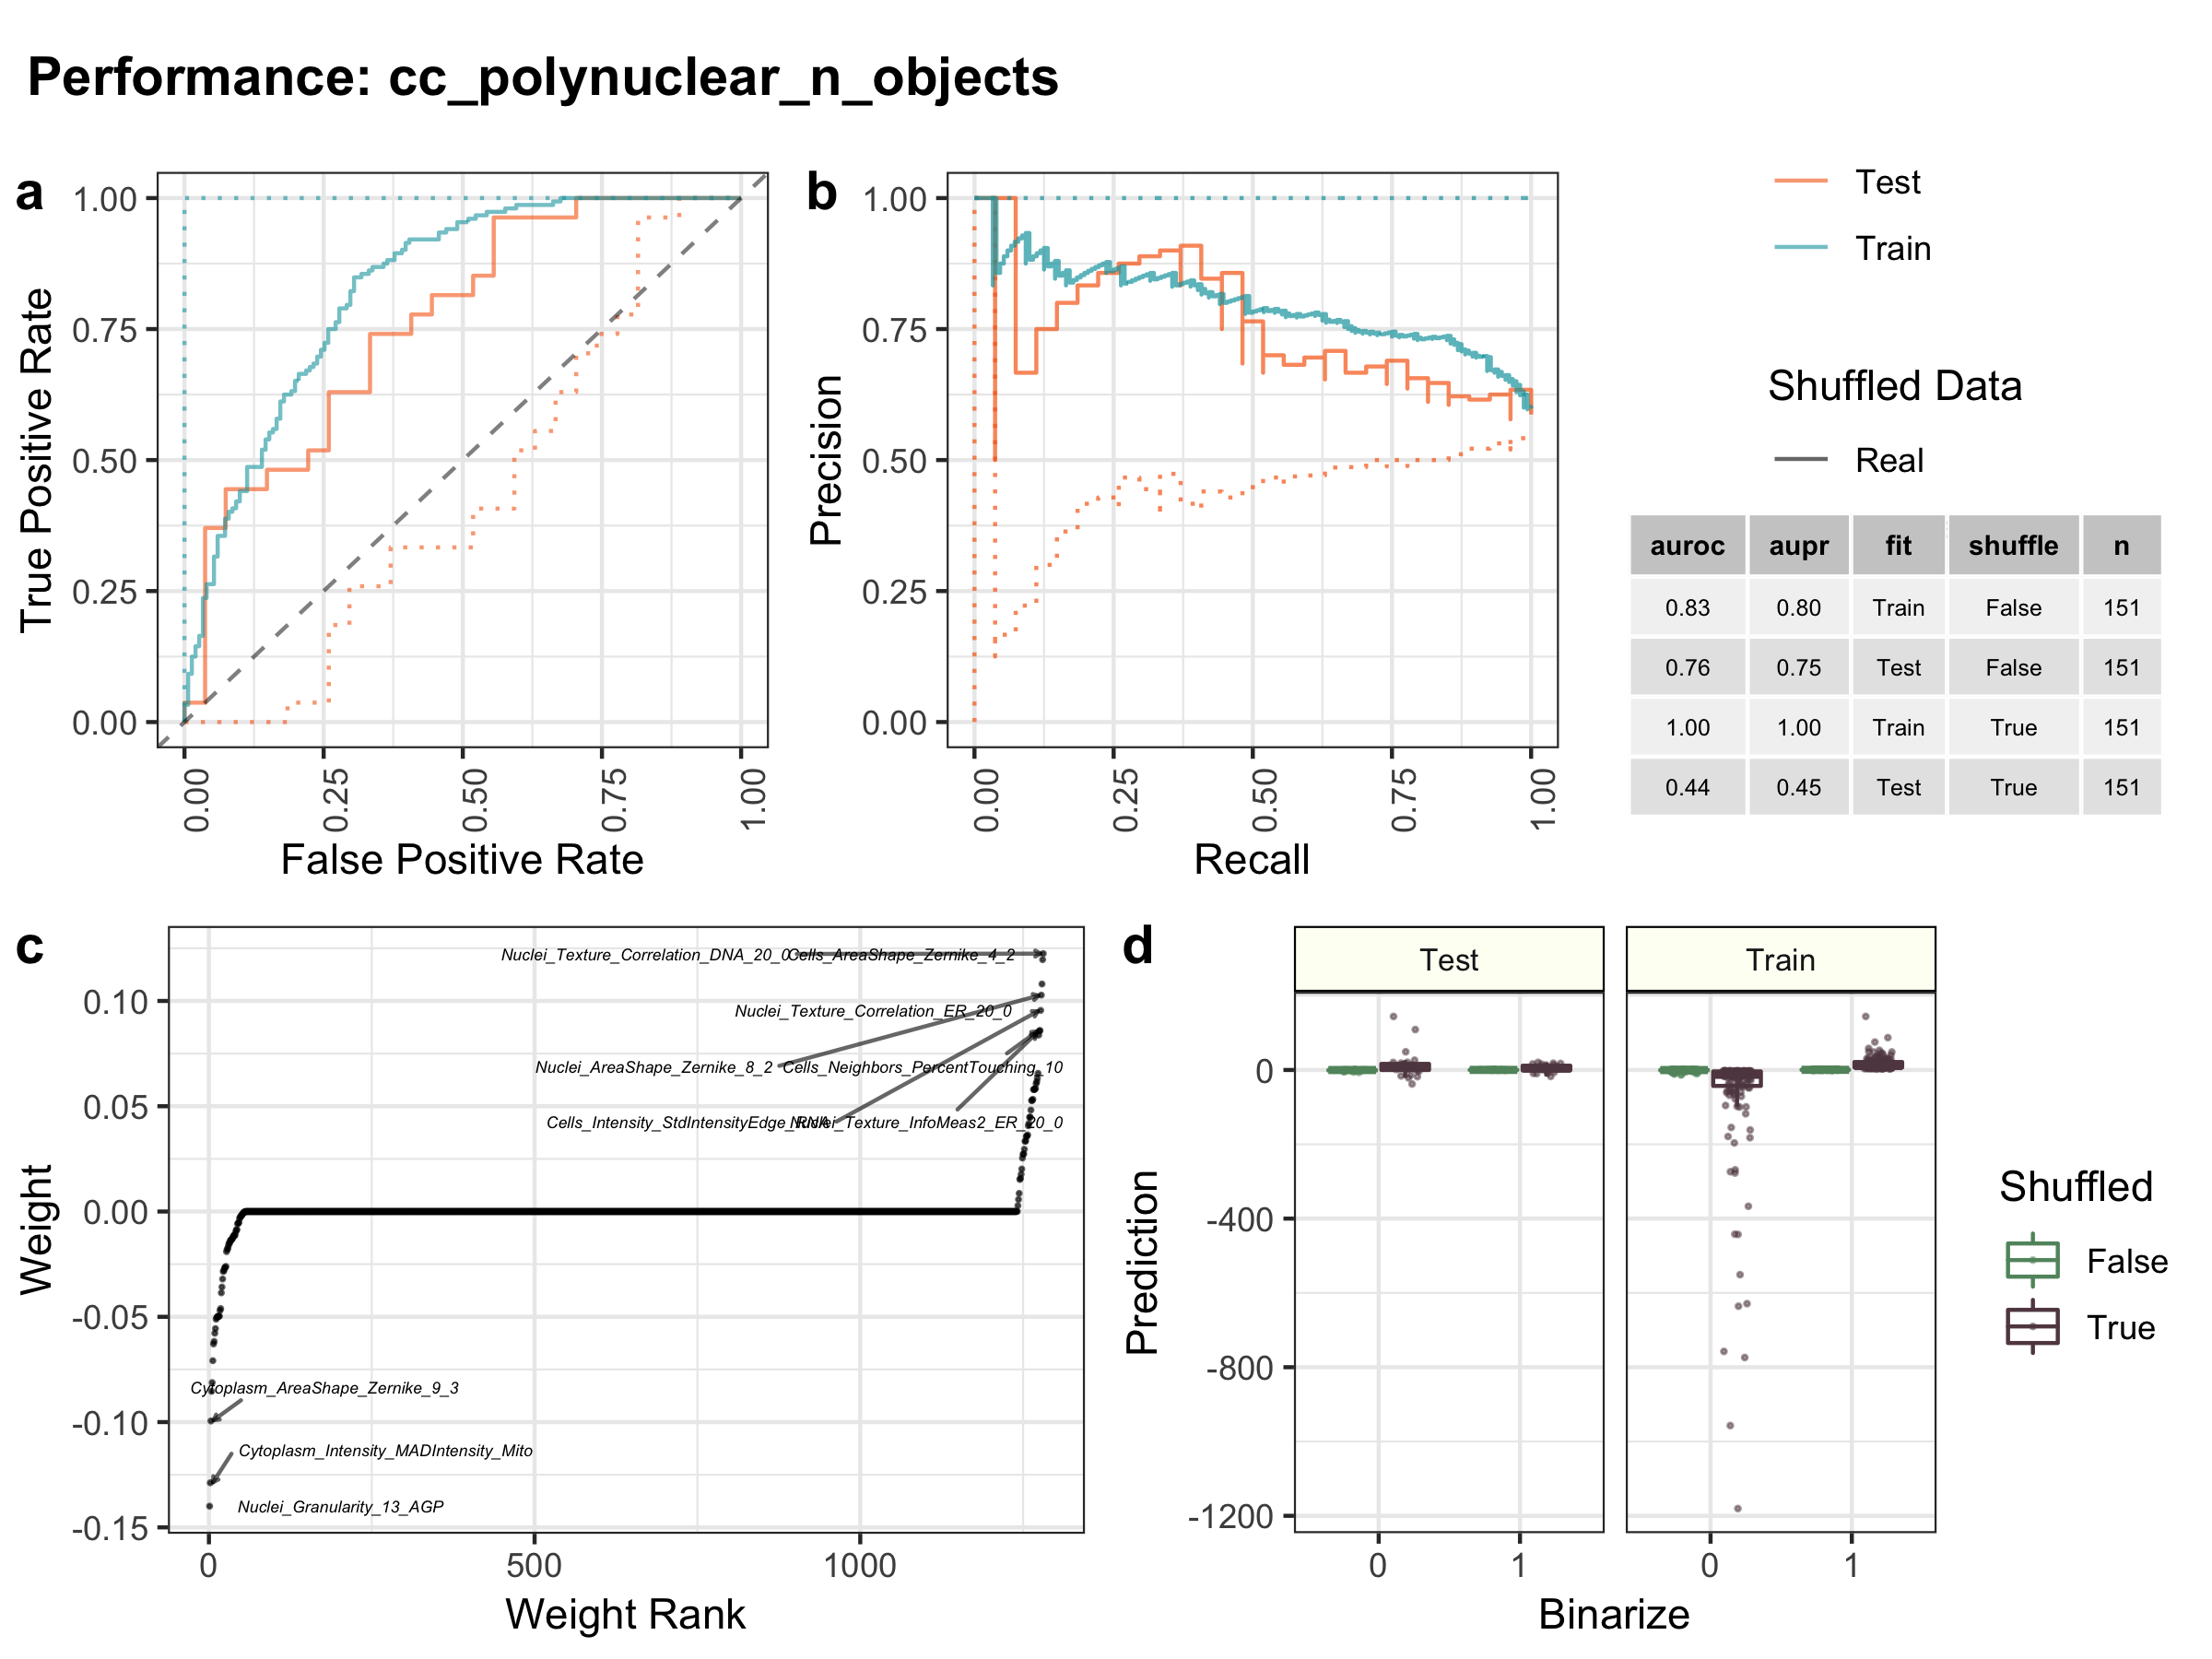 Performance: cc_polynuclear_n_objects
a
1.00
0.75
0.50
0.25
0.00
True Positive Rate
0.00
0.25
0.50
0.75
1.00
False Positive Rate
b
1.00
0.75
0.50
0.25
0.00
Precision
0.00
0.25
0.50
0.75
1.00
Recall
Test
Train
Shuffled Data
Real
auroc aupr fit shuffle n
0.83 0.80 Train False 151
0.76 0.75 Test False 151
1.00 1.00 Train True 151
0.44 0.45 Test True 151
c
0.10
0.05
0.00
-0.05
-0.10
-0.15
Weight
Nuclei_Texture_Correlation_DNA_20_0
Cells_AreaShape_Zernike_4_2
Nuclei_Texture_Correlation_ER_20_0
Nuclei_AreaShape_Zernike_8_2
Cells_Neighbors_PercentTouching_10
Cells_Intensity_StdIntensityEdge_RNA
Nuclei_Texture_InfoMeas2_ER_20_0
Cytoplasm_AreaShape_Zernike_9_3
Cytoplasm_Intensity_MADIntensity_Mito
Nuclei_Granularity_13_AGP
0
500
1000
Weight Rank
d
Test
Train
0
-400
-800
-1200
Prediction
0
1
0
1
Binarize
Shuffled
False
True